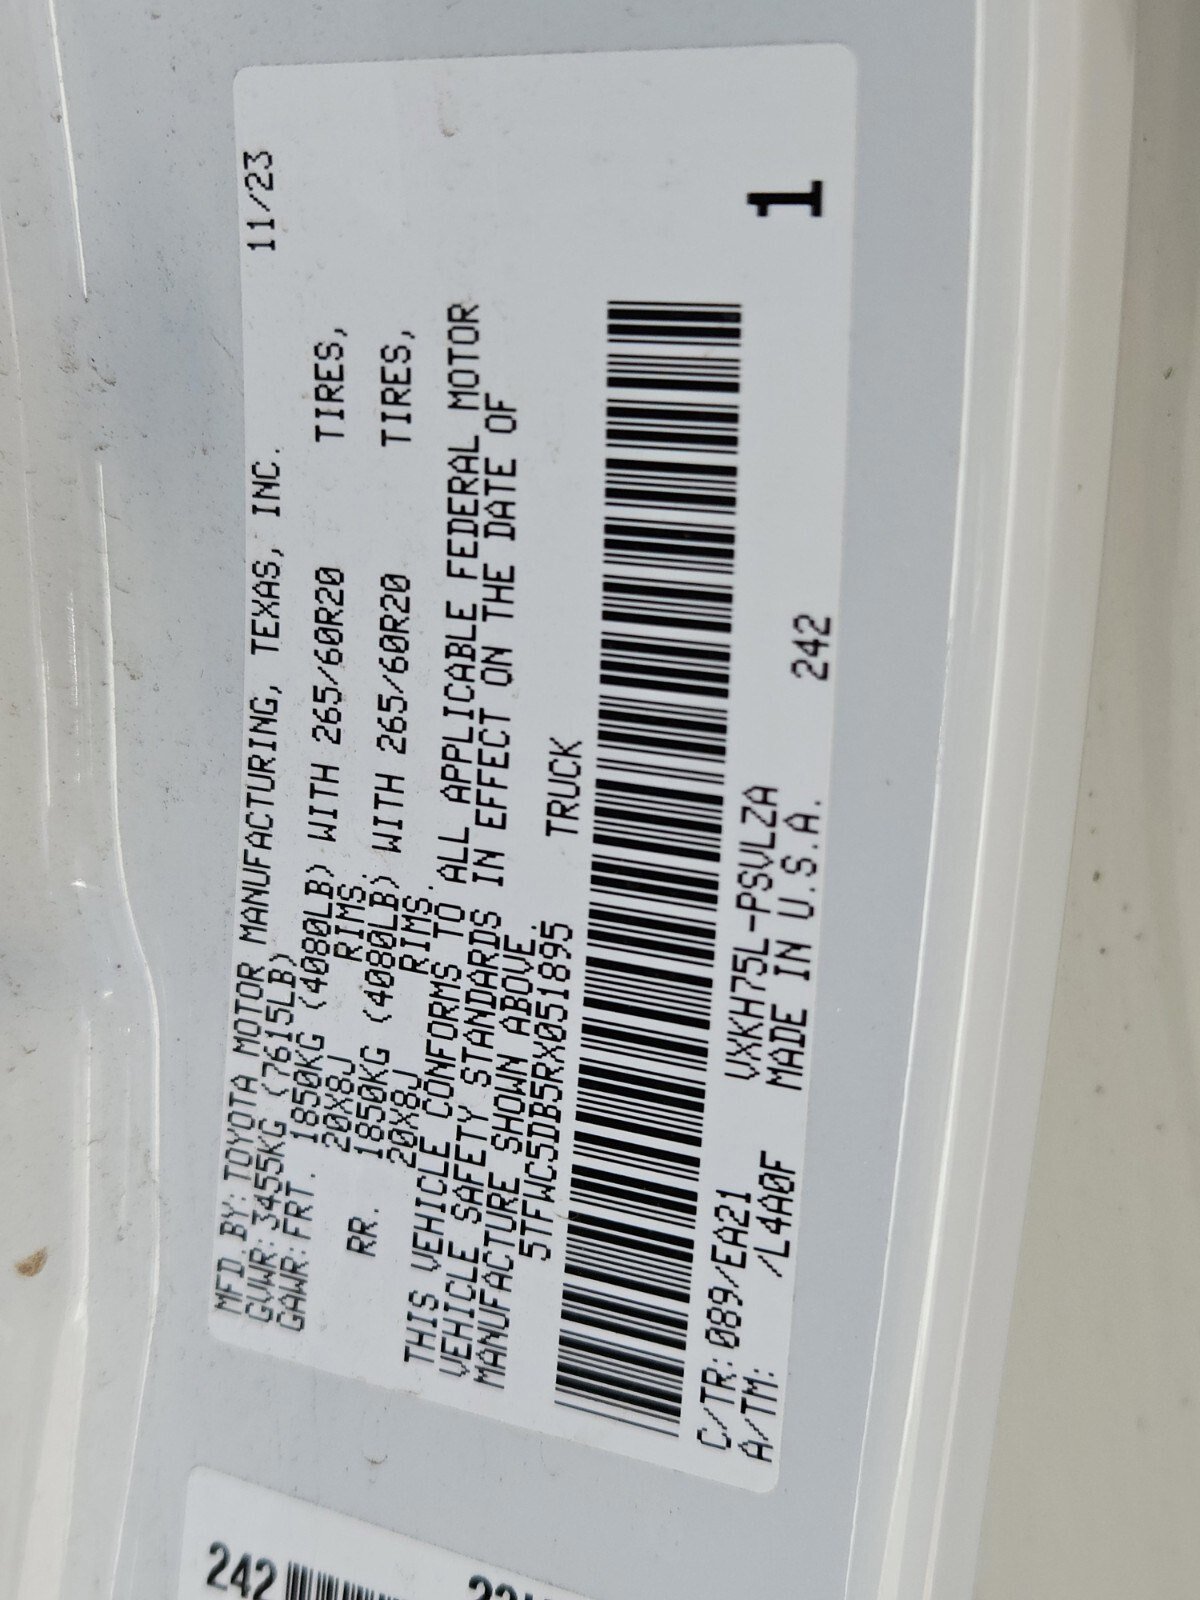 MFD. BY: TOYOTA MOTOR MANUFACTURING, TEXAS, INC. 11/23
GVWR: 3455KG (7615LB)
GAWR: FRT. 1850KG (4080LB) WITH 265/60R20 TIRES,
20X8J RIMS.
RR. 1850KG (4080LB) WITH 265/60R20 TIRES,
20X8J RIMS.
THIS VEHICLE CONFORMS TO ALL APPLICABLE FEDERAL MOTOR
VEHICLE SAFETY STANDARDS IN EFFECT ON THE DATE OF
MANUFACTURE SHOWN ABOVE.
5TFWC5DB5RX051895 TRUCK
1
C/TR: 089/EA21 VXKH75L-PSVLZA
A/TM: /L4A0F MADE IN U.S.A. 242
242